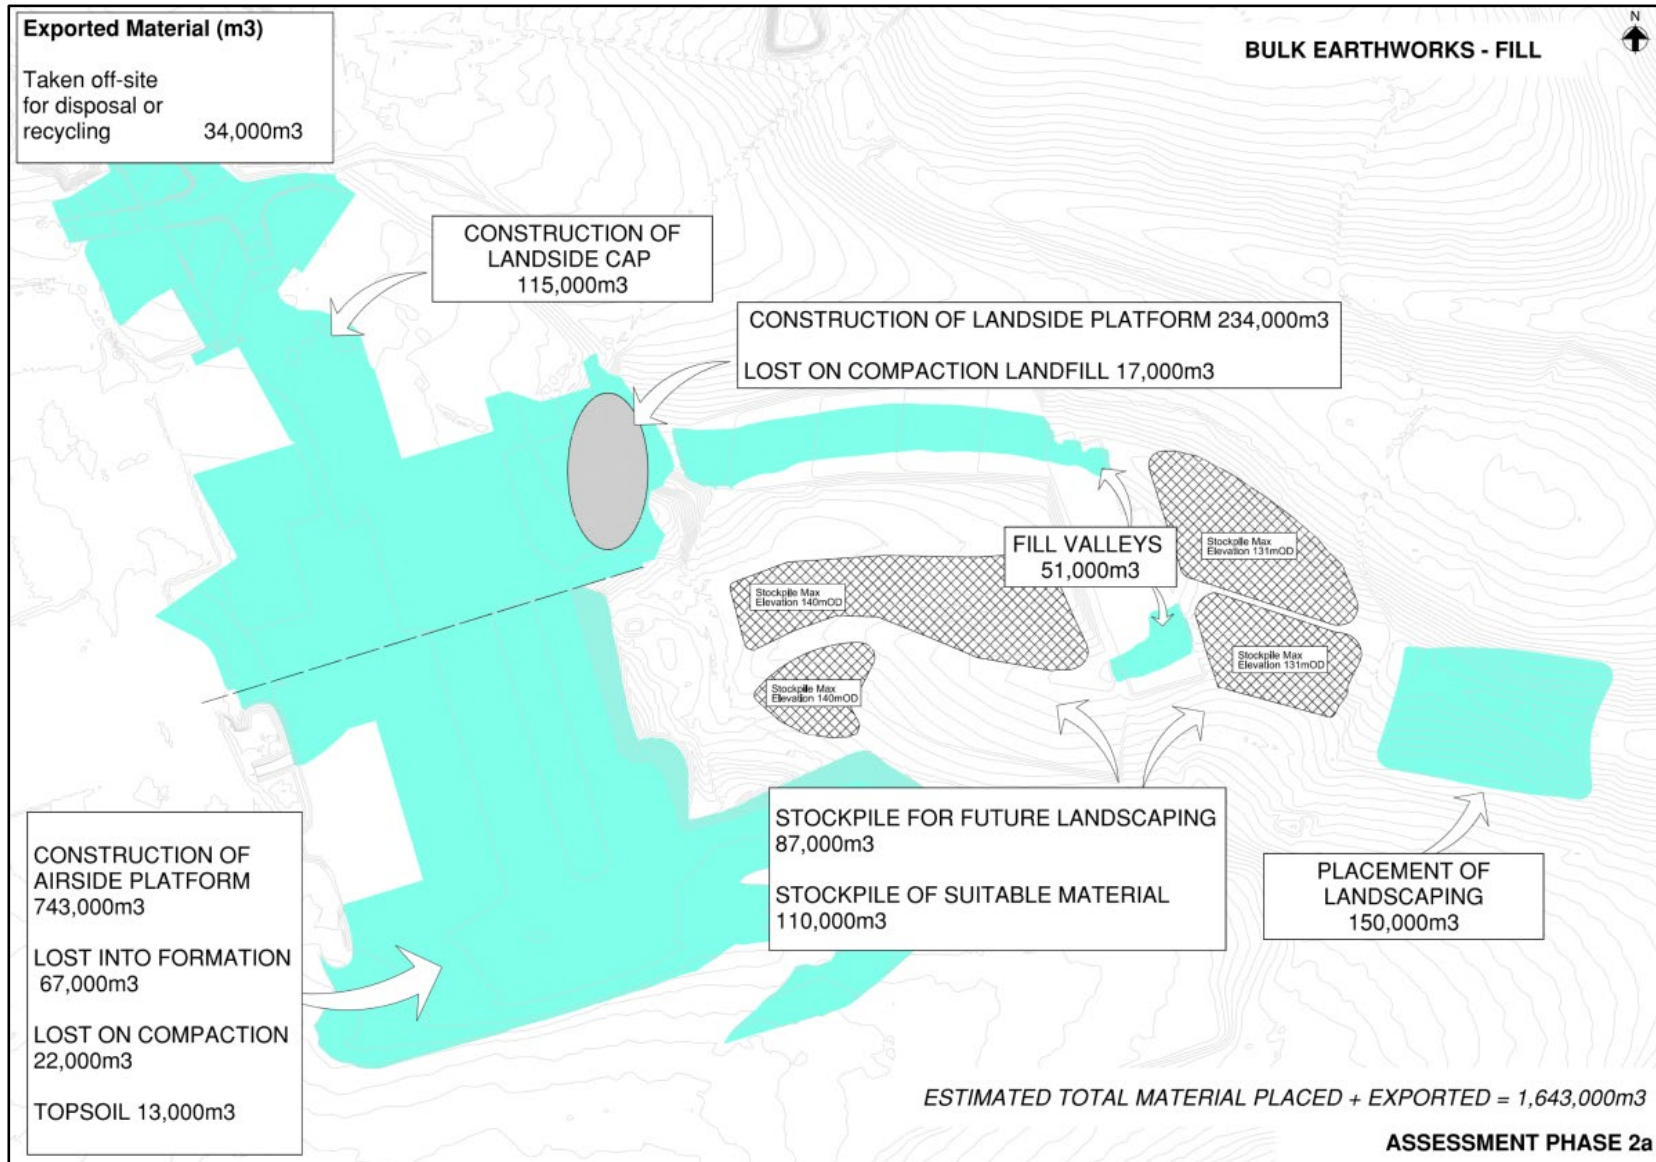 Exported Material (m3)
Taken off-site
for disposal or
recycling 34,000m3
BULK EARTHWORKS - FILL
N
CONSTRUCTION OF
LANDSIDE CAP
115,000m3
CONSTRUCTION OF LANDSIDE PLATFORM 234,000m3
LOST ON COMPACTION LANDFILL 17,000m3
FILL VALLEYS
51,000m3
Stockpile Max
Elevation 131mOD
Stockpile Max
Elevation 140mOD
Stockpile Max
Elevation 131mOD
Stockpile Max
Elevation 140mOD
STOCKPILE FOR FUTURE LANDSCAPING
87,000m3
STOCKPILE OF SUITABLE MATERIAL
110,000m3
PLACEMENT OF
LANDSCAPING
150,000m3
CONSTRUCTION OF
AIRSIDE PLATFORM
743,000m3
LOST INTO FORMATION
67,000m3
LOST ON COMPACTION
22,000m3
TOPSOIL 13,000m3
ESTIMATED TOTAL MATERIAL PLACED + EXPORTED = 1,643,000m3
ASSESSMENT PHASE 2a